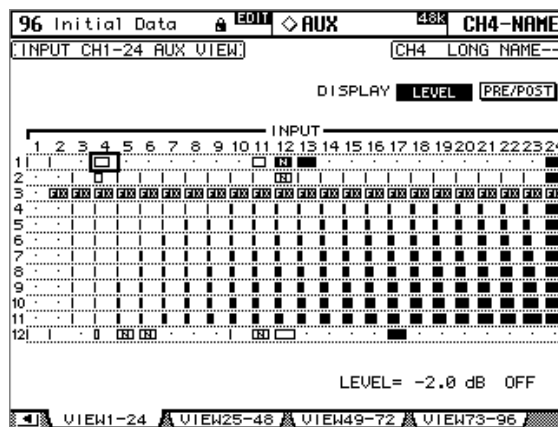 96 Initial Data EDIT ◇AUX 48K CH4-NAME
INPUT CH1-24 AUX VIEW CH4 LONG NAME--
DISPLAY LEVEL PRE/POST
INPUT
1 2 3 4 5 6 7 8 9 10 11 12 13 14 15 16 17 18 19 20 21 22 23 24
1 N
2 N
3 FIX FIX FIX FIX FIX FIX FIX FIX FIX FIX FIX FIX FIX FIX FIX FIX FIX FIX FIX FIX FIX FIX FIX
4
5
6
7
8
9
10
11
12 N N N
LEVEL= -2.0 dB OFF
VIEW1-24 VIEW25-48 VIEW49-72 VIEW73-96